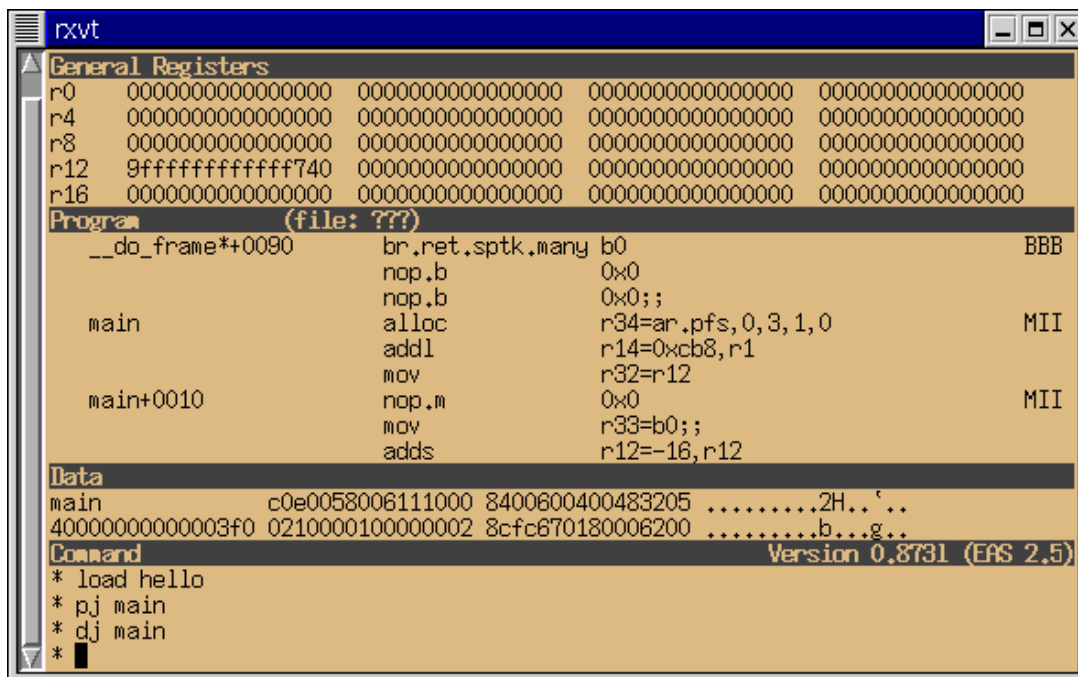 rxvt
General Registers
r0 0000000000000000 0000000000000000 0000000000000000 0000000000000000
r4 0000000000000000 0000000000000000 0000000000000000 0000000000000000
r8 0000000000000000 0000000000000000 0000000000000000 0000000000000000
r12 9ffffffffffff740 0000000000000000 0000000000000000 0000000000000000
r16 0000000000000000 0000000000000000 0000000000000000 0000000000000000
Program (file: ???)
__do_frame*+0090 br.ret.sptk.many b0 BBB
nop.b 0x0
nop.b 0x0;;
main alloc r34=ar.pfs,0,3,1,0 MII
addl r14=0xcb8,r1
mov r32=r12
main+0010 nop.m 0x0 MII
mov r33=b0;;
adds r12=-16,r12
Data
main c0e0058006111000 8400600400483205 .........2H..`..
40000000000003f0 0210000100000002 8cfc670180006200 .........b...g..
Command Version 0.873l (EAS 2.5)
* load hello
* pj main
* dj main
*